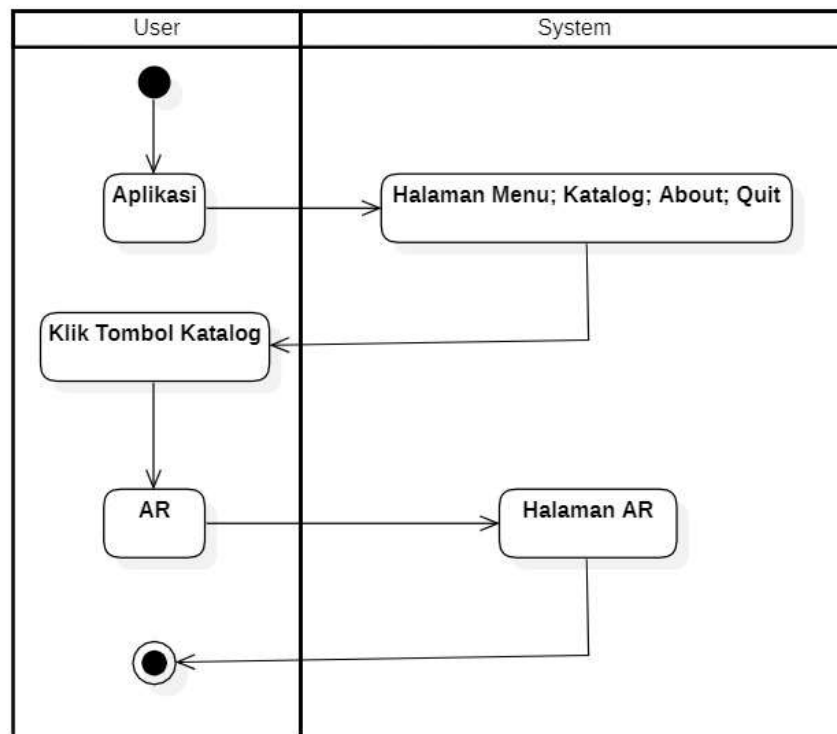 User
System
Aplikasi
Halaman Menu; Katalog; About; Quit
Klik Tombol Katalog
AR
Halaman AR